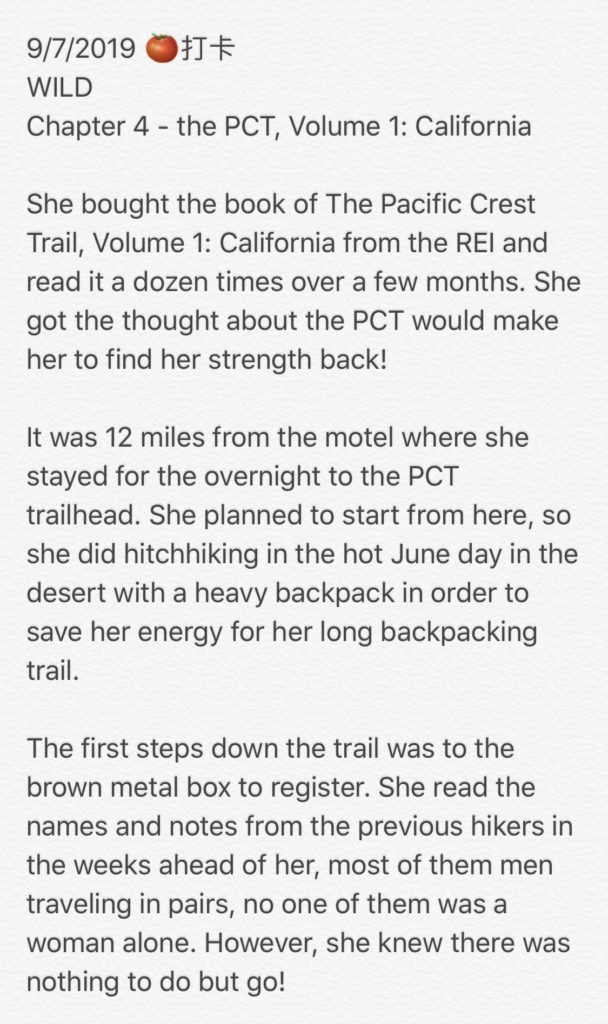 9/7/2019 🍅打卡
WILD
Chapter 4 - the PCT, Volume 1: California
She bought the book of The Pacific Crest
Trail, Volume 1: California from the REI and
read it a dozen times over a few months. She
got the thought about the PCT would make
her to find her strength back!
It was 12 miles from the motel where she
stayed for the overnight to the PCT
trailhead. She planned to start from here, so
she did hitchhiking in the hot June day in the
desert with a heavy backpack in order to
save her energy for her long backpacking
trail.
The first steps down the trail was to the
brown metal box to register. She read the
names and notes from the previous hikers in
the weeks ahead of her, most of them men
traveling in pairs, no one of them was a
woman alone. However, she knew there was
nothing to do but go!